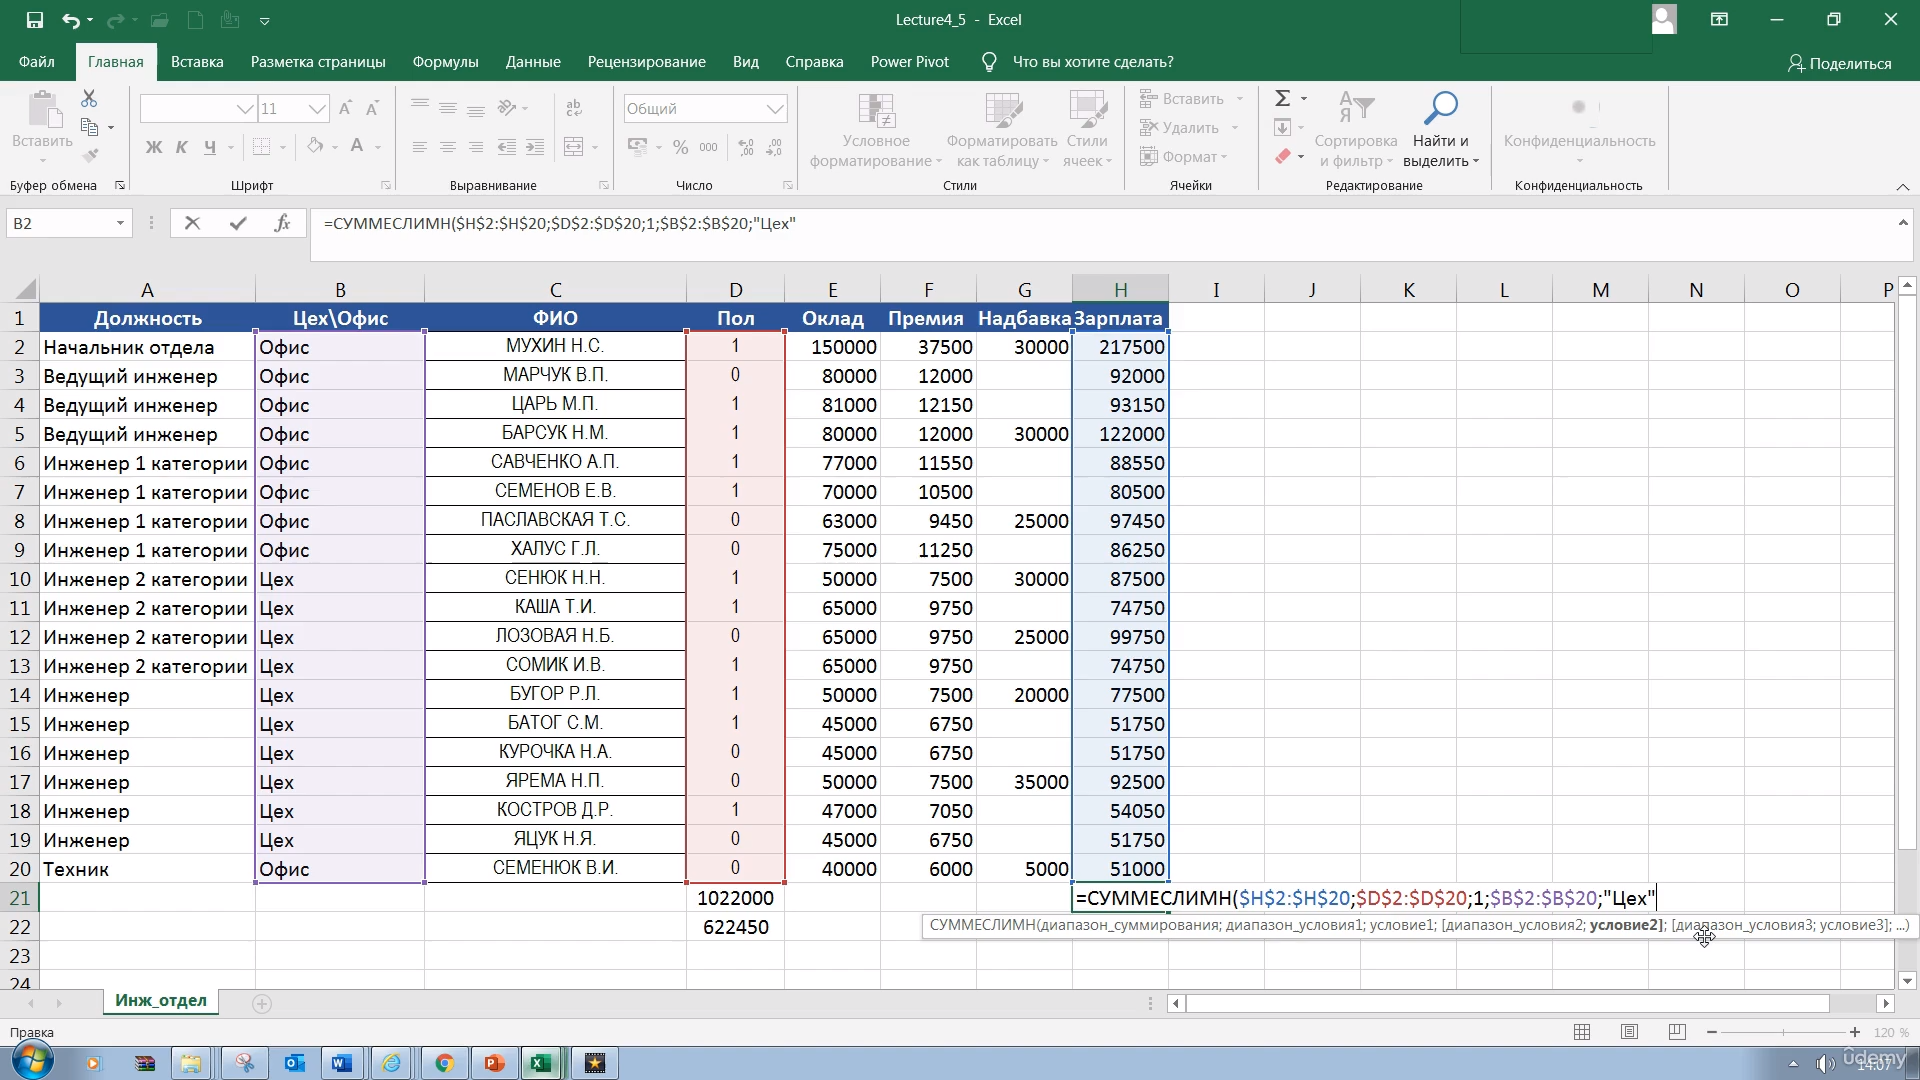 Lecture4_5 - Excel
Файл Главная Вставка Разметка страницы Формулы Данные Рецензирование Вид Справка Power Pivot Что вы хотите сделать? Поделиться
Вставить
11
Ж К Ч
А
ab
Общий
% 000
Условное форматирование
Форматировать как таблицу
Стили ячеек
Вставить
Удалить
Формат
Сортировка и фильтр
Найти и выделить
Конфиденциальность
Буфер обмена Шрифт Выравнивание Число Стили Ячейки Редактирование Конфиденциальность
B2 fx =СУММЕСЛИМН($H$2:$H$20;$D$2:$D$20;1;$B$2:$B$20;"Цех"
A B C D E F G H I J K L M N O P
1 Должность Цех\Офис ФИО Пол Оклад Премия Надбавка Зарплата
2 Начальник отдела Офис МУХИН Н.С. 1 150000 37500 30000 217500
3 Ведущий инженер Офис МАРЧУК В.П. 0 80000 12000 92000
4 Ведущий инженер Офис ЦАРЬ М.П. 1 81000 12150 93150
5 Ведущий инженер Офис БАРСУК Н.М. 1 80000 12000 30000 122000
6 Инженер 1 категории Офис САВЧЕНКО А.П. 1 77000 11550 88550
7 Инженер 1 категории Офис СЕМЕНОВ Е.В. 1 70000 10500 80500
8 Инженер 1 категории Офис ПАСЛАВСКАЯ Т.С. 0 63000 9450 25000 97450
9 Инженер 1 категории Офис ХАЛУС Г.Л. 0 75000 11250 86250
10 Инженер 2 категории Цех СЕНЮК Н.Н. 1 50000 7500 30000 87500
11 Инженер 2 категории Цех КАША Т.И. 1 65000 9750 74750
12 Инженер 2 категории Цех ЛОЗОВАЯ Н.Б. 0 65000 9750 25000 99750
13 Инженер 2 категории Цех СОМИК И.В. 1 65000 9750 74750
14 Инженер Цех БУГОР Р.Л. 1 50000 7500 20000 77500
15 Инженер Цех БАТОГ С.М. 1 45000 6750 51750
16 Инженер Цех КУРОЧКА Н.А. 0 45000 6750 51750
17 Инженер Цех ЯРЕМА Н.П. 0 50000 7500 35000 92500
18 Инженер Цех КОСТРОВ Д.Р. 1 47000 7050 54050
19 Инженер Цех ЯЦУК Н.Я. 0 45000 6750 51750
20 Техник Офис СЕМЕНЮК В.И. 0 40000 6000 5000 51000
21 1022000 =СУММЕСЛИМН($H$2:$H$20;$D$2:$D$20;1;$B$2:$B$20;"Цех"
22 622450 СУММЕСЛИМН(диапазон_суммирования; диапазон_условия1; условие1; [диапазон_условия2; условие2]; [диапазон_условия3; условие3]; ...)
23
24
Инж_отдел
Правка 120 %
14:07
ûdemy